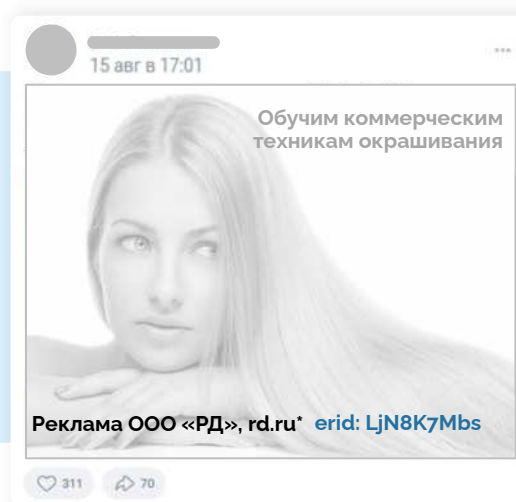 15 авг в 17:01
Обучим коммерческим
техникам окрашивания
Реклама ООО «РД», rd.ru* erid: LjN8K7Mbs
311 70